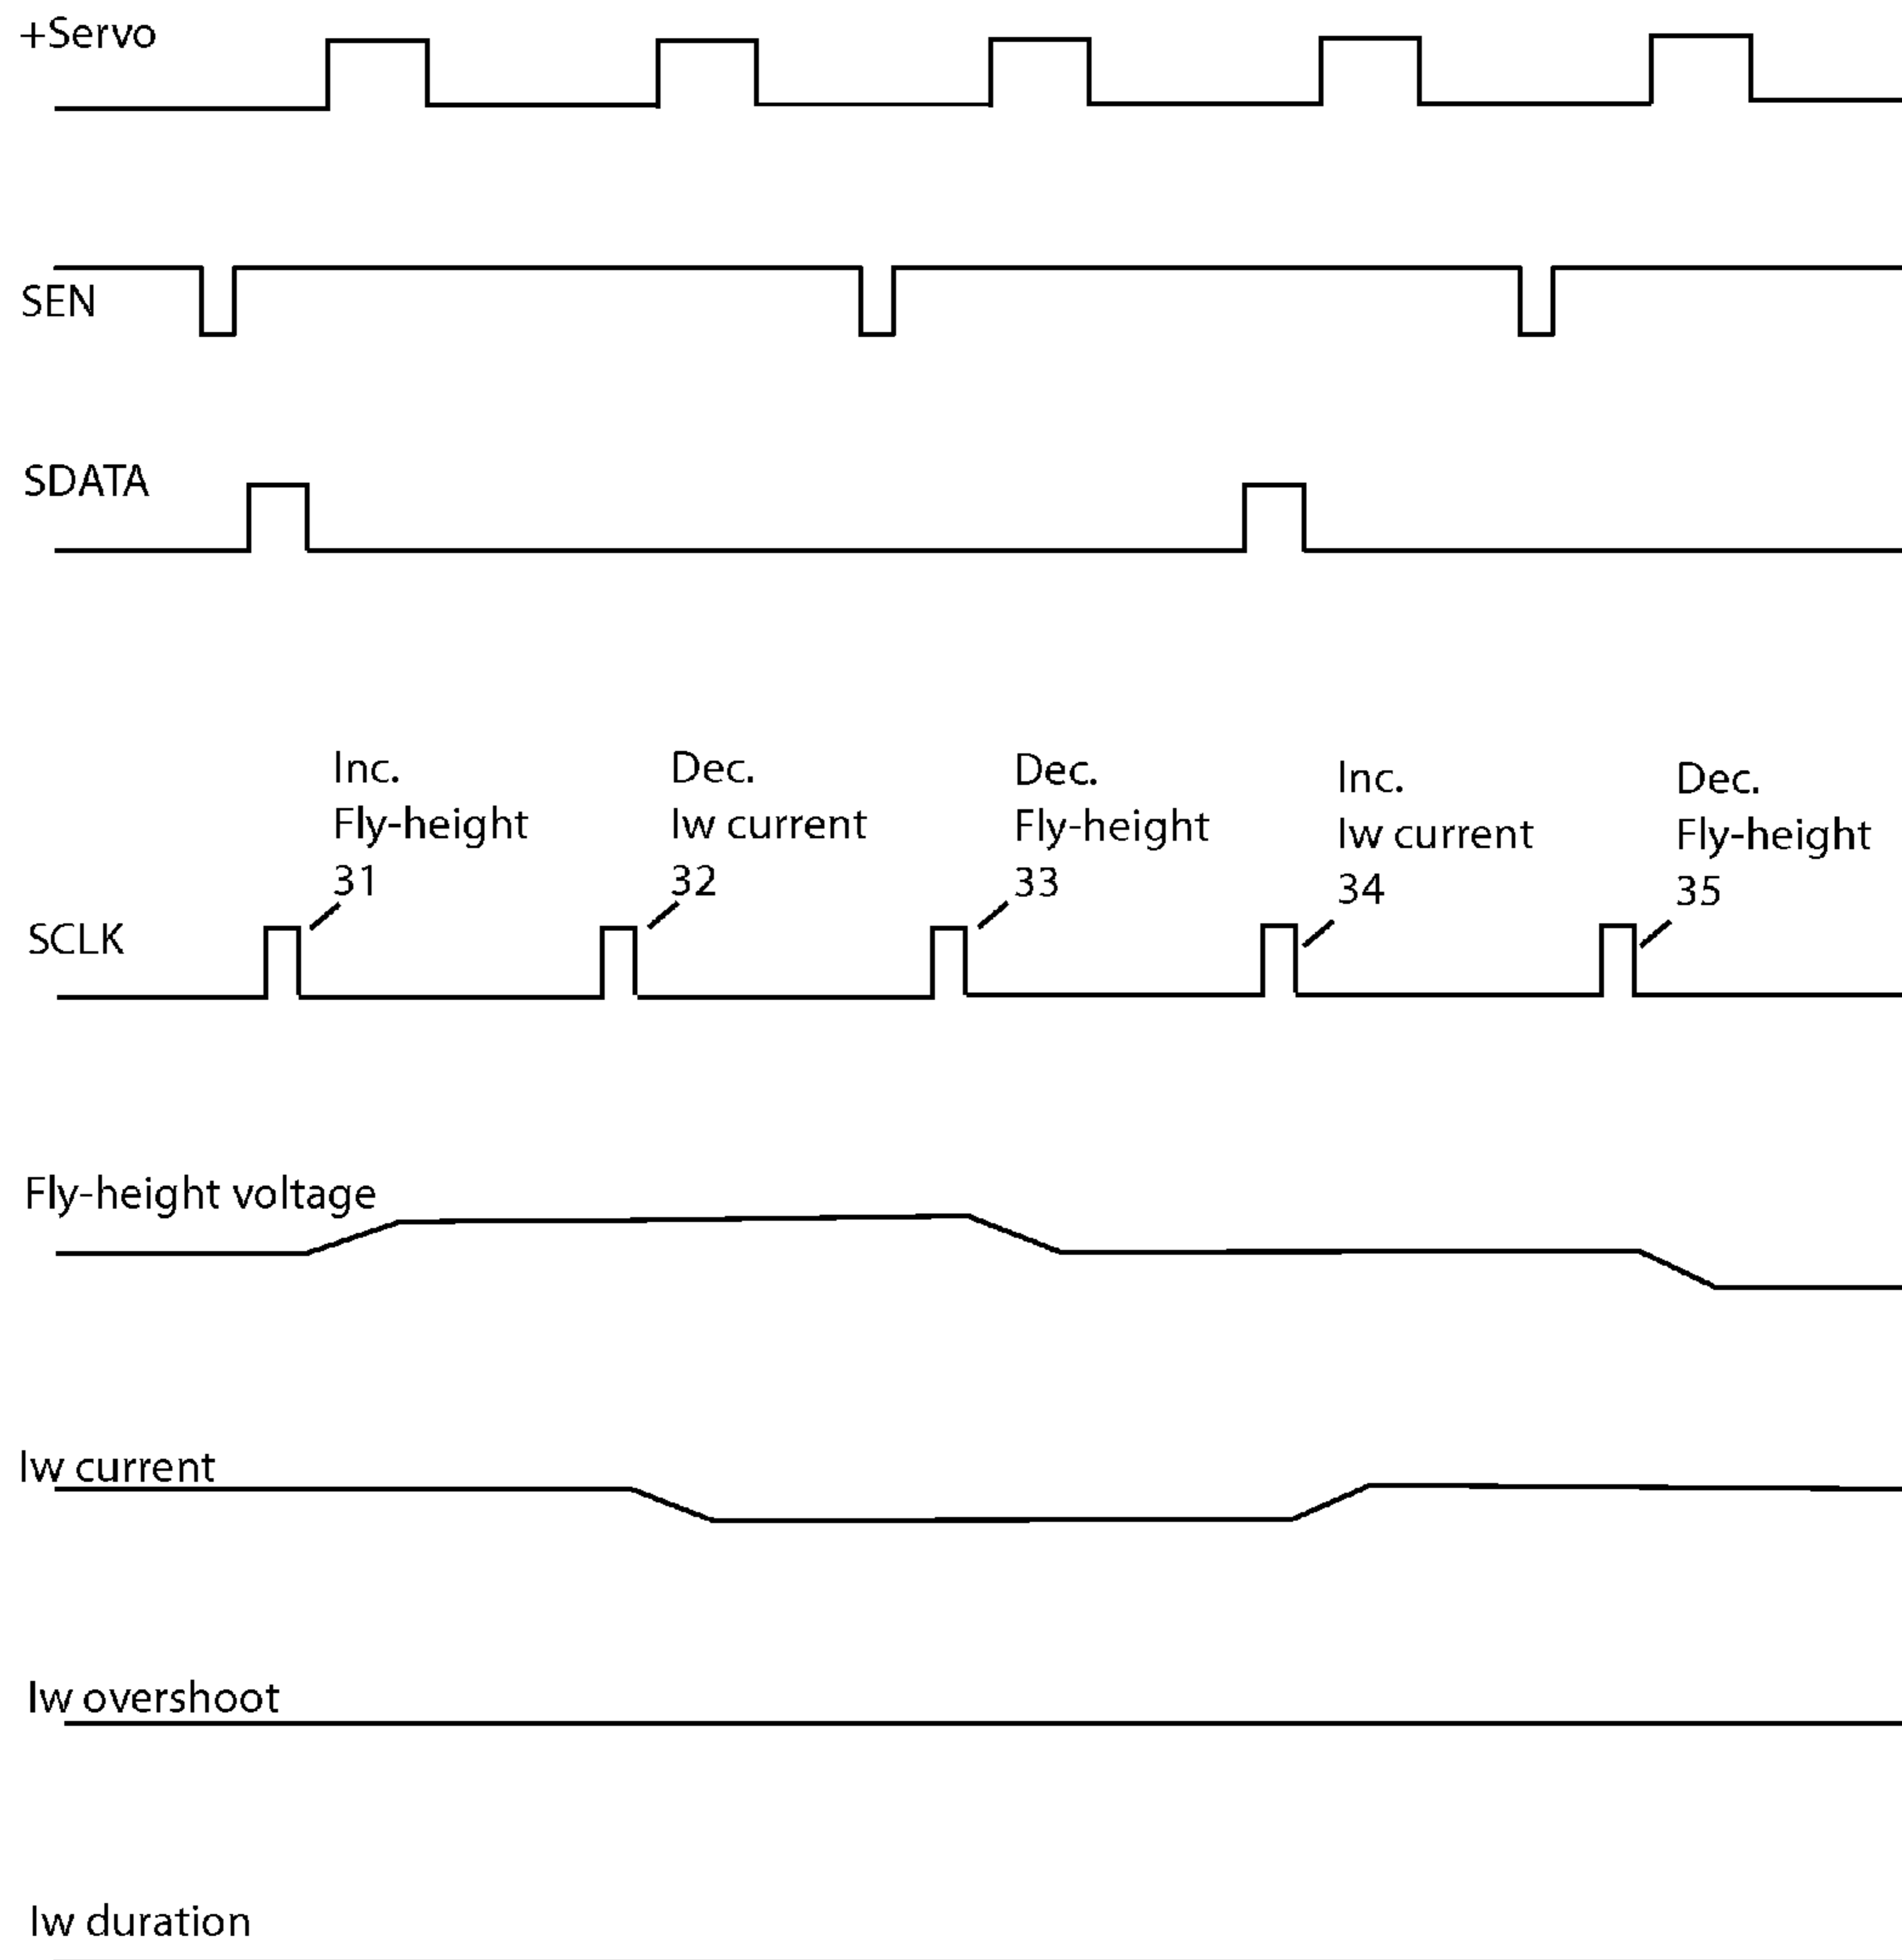 +Servo
SEN
SDATA
Inc.
Fly-height
31
Dec.
Iw current
32
Dec.
Fly-height
33
Inc.
Iw current
34
Dec.
Fly-height
35
SCLK
Fly-height voltage
Iw current
Iw overshoot
Iw duration